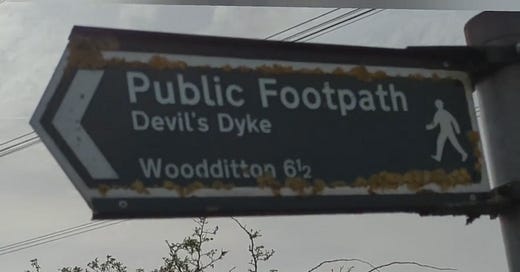 Public Footpath
Devil's Dyke
Woodditton 6½